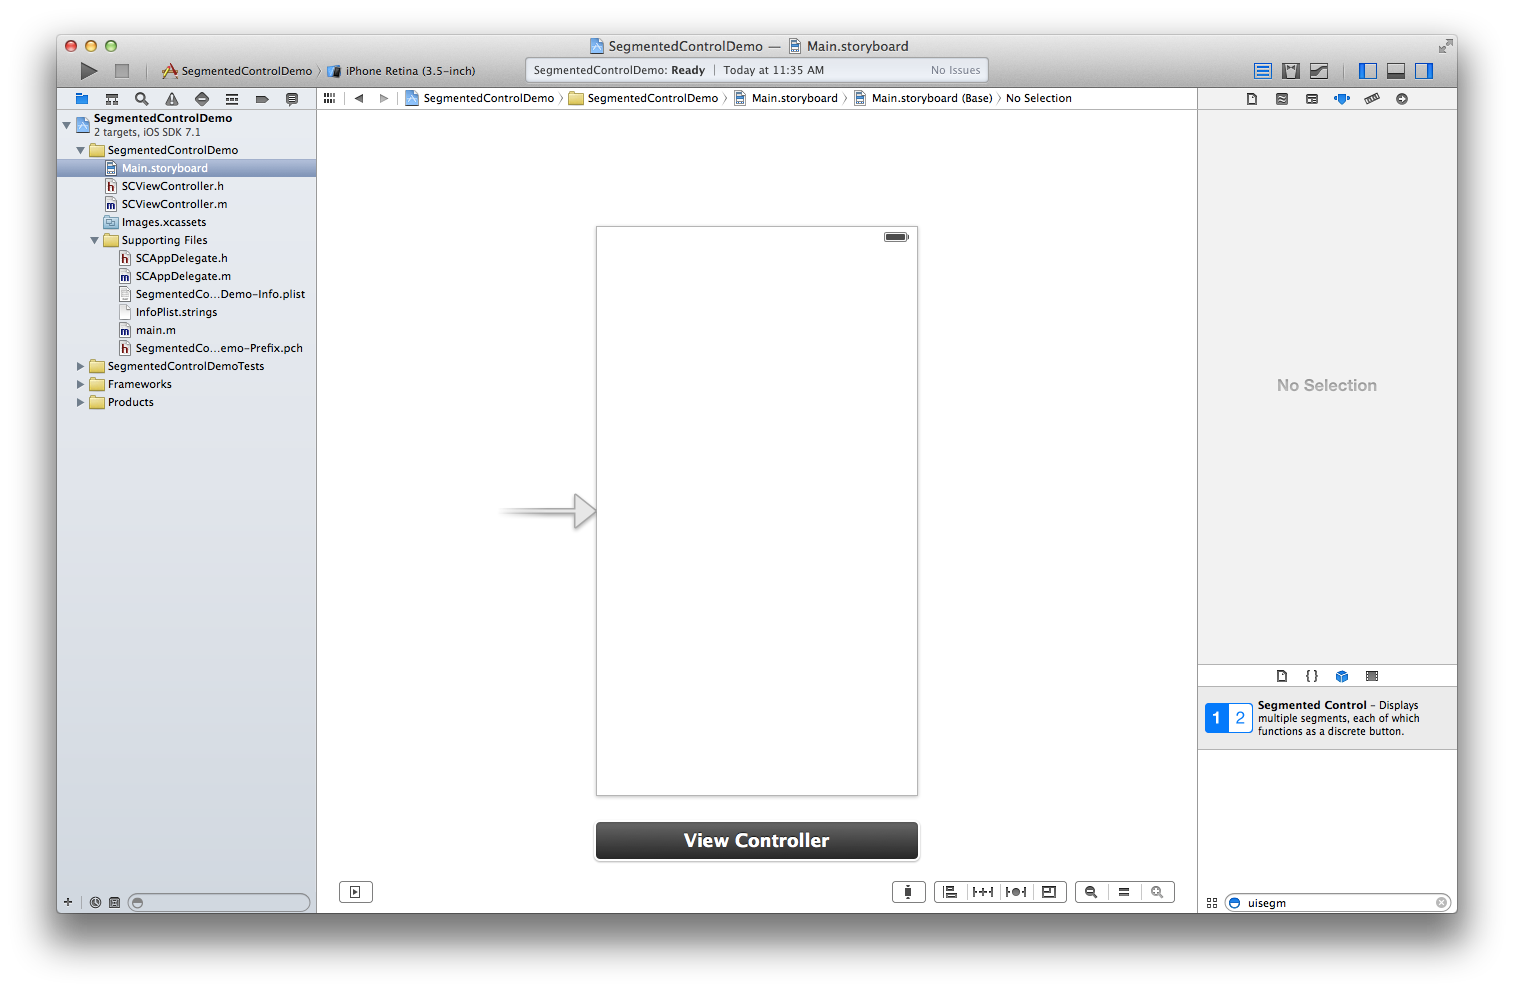 SegmentedControlDemo — Main.storyboard
SegmentedControlDemo 〉 iPhone Retina (3.5-inch)
SegmentedControlDemo: Ready | Today at 11:35 AM No Issues
SegmentedControlDemo 〉 SegmentedControlDemo 〉 Main.storyboard 〉 Main.storyboard (Base) 〉 No Selection
SegmentedControlDemo
2 targets, iOS SDK 7.1
SegmentedControlDemo
Main.storyboard
SCViewController.h
SCViewController.m
Images.xcassets
Supporting Files
SCAppDelegate.h
SCAppDelegate.m
SegmentedCo...Demo-Info.plist
InfoPlist.strings
main.m
SegmentedCo...emo-Prefix.pch
SegmentedControlDemoTests
Frameworks
Products
View Controller
No Selection
1 2
Segmented Control – Displays
multiple segments, each of which
functions as a discrete button.
uisegm